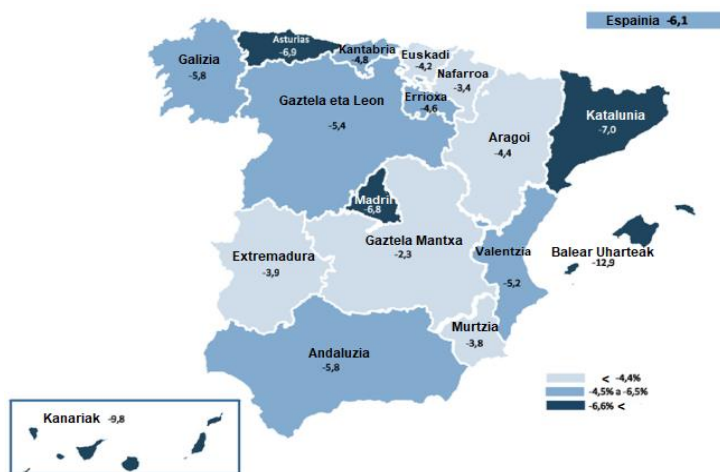 Espainia -6,1
Asturias
-6,9
Kantabria
-4,8
Euskadi
-4,2
Galizia
-5,8
Nafarroa
-3,4
Gaztela eta Leon
-5,4
Errioxa
-4,6
Katalunia
-7,0
Aragoi
-4,4
Madril
-6,8
Gaztela Mantxa
-2,3
Extremadura
-3,9
Valentzia
-5,2
Balear Uharteak
-12,9
Murtzia
-3,8
Andaluzia
-5,8
< -4,4%
-4,5% a -6,5%
-6,6% <
Kanariak -9,8